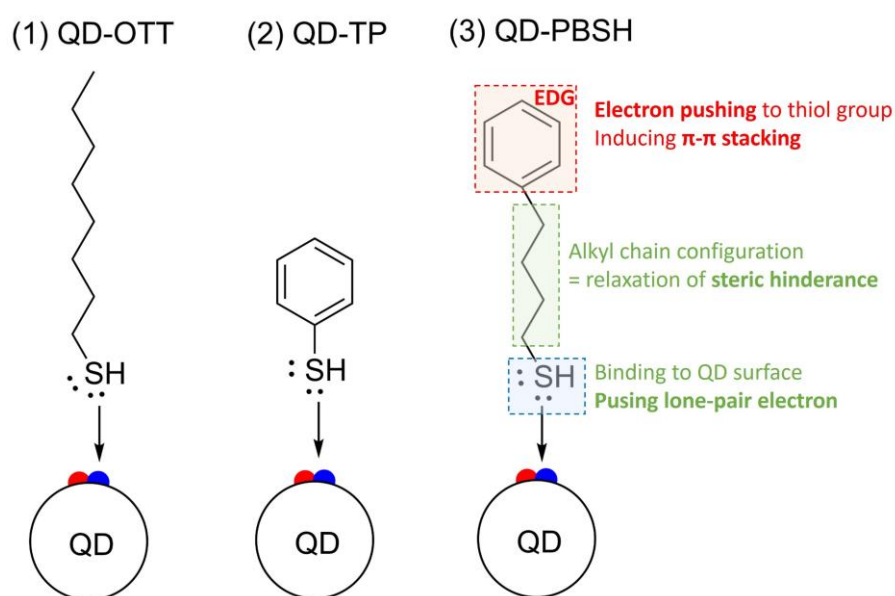 (1) QD-OTT
(2) QD-TP
(3) QD-PBSH
EDG
Electron pushing to thiol group
Inducing π-π stacking
Alkyl chain configuration
= relaxation of steric hinderance
:SH
:SH
:SH
Binding to QD surface
Pusing lone-pair electron
QD
QD
QD